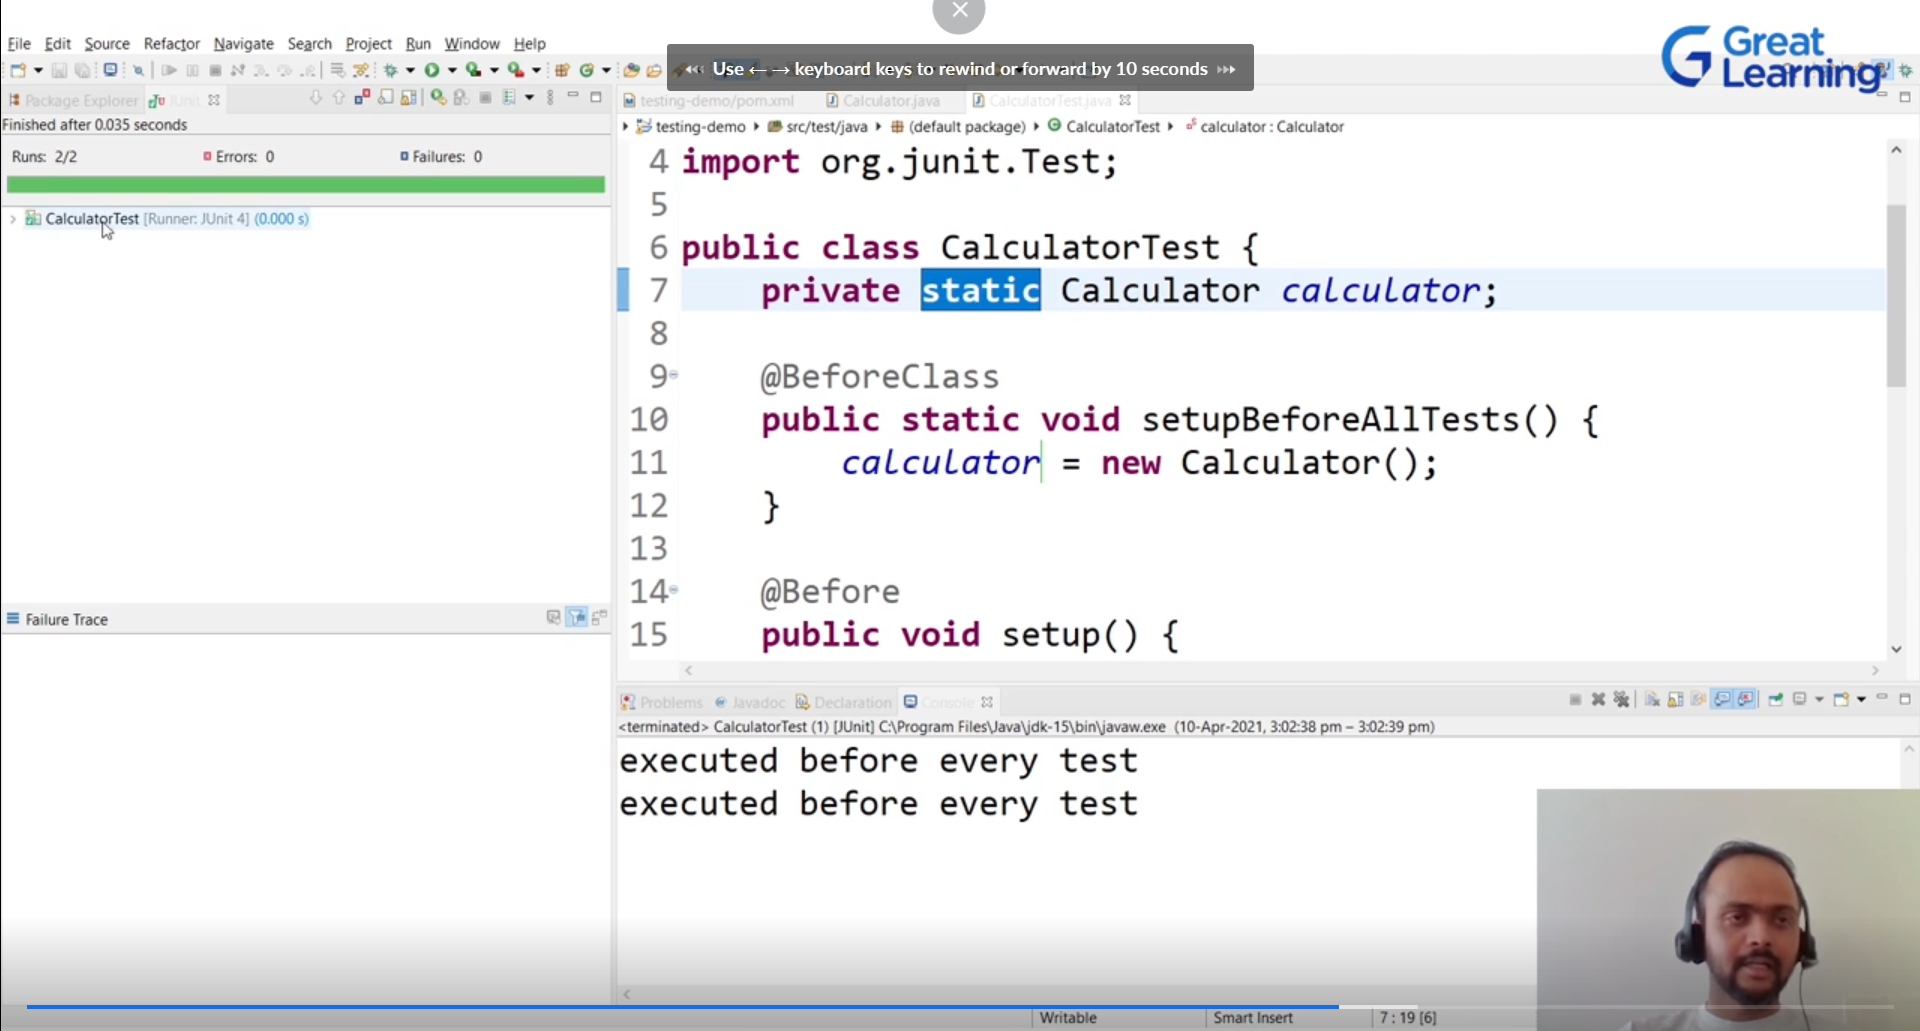 Great Learning
File Edit Source Refactor Navigate Search Project Run Window Help
Use ← → keyboard keys to rewind or forward by 10 seconds
Package Explorer JUnit
testing-demo/pom.xml Calculator.java CalculatorTest.java
Finished after 0.035 seconds
testing-demo src/test/java (default package) CalculatorTest calculator : Calculator
Runs: 2/2 Errors: 0 Failures: 0
CalculatorTest [Runner: JUnit 4] (0.000 s)
4 import org.junit.Test;
5
6 public class CalculatorTest {
7 private static Calculator calculator;
8
9 @BeforeClass
10 public static void setupBeforeAllTests() {
11 calculator = new Calculator();
12 }
13
14 @Before
15 public void setup() {
Failure Trace
Problems Javadoc Declaration Console
<terminated> CalculatorTest (1) [JUnit] C:\Program Files\Java\jdk-15\bin\javaw.exe (10-Apr-2021, 3:02:38 pm – 3:02:39 pm)
executed before every test
executed before every test
Writable Smart Insert 7 : 19 [6]